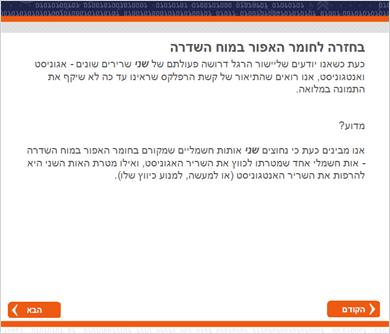 בחזרה לחומר האפור במוח השדרה
כעת כשאנו יודעים שליישור הרגל דרושה פעולתם של שני שרירים שונים - אגוניסט
ואנטגוניסט, אנו רואים שהתיאור של קשת הרפלקס שראינו עד כה לא שיקף את
התמונה במלואה.
מדוע?
אנו מבינים כעת כי נחוצים שני אותות חשמליים שמקורם בחומר האפור במוח השדרה
- אות חשמלי אחד שמטרתו לכווץ את השריר האגוניסט, ואילו מטרת האות השני היא
להרפות את השריר האנטגוניסט (או למעשה, למנוע כיווץ שלו).
הקודם
הבא